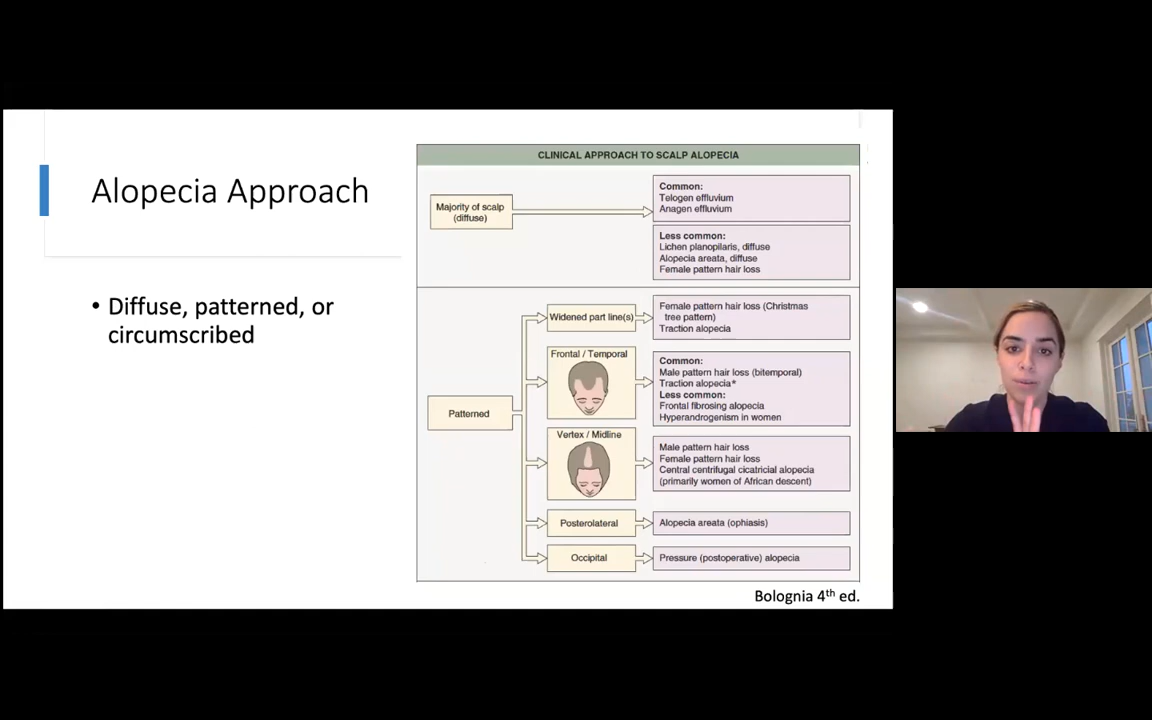 Alopecia Approach
• Diffuse, patterned, or
circumscribed
CLINICAL APPROACH TO SCALP ALOPECIA
Majority of scalp
(diffuse)
Common:
Telogen effluvium
Anagen effluvium
Less common:
Lichen planopilaris, diffuse
Alopecia areata, diffuse
Female pattern hair loss
Patterned
Widened part line(s)
Female pattern hair loss (Christmas
tree pattern)
Traction alopecia
Frontal / Temporal
Common:
Male pattern hair loss (bitemporal)
Traction alopecia*
Less common:
Frontal fibrosing alopecia
Hyperandrogenism in women
Vertex / Midline
Male pattern hair loss
Female pattern hair loss
Central centrifugal cicatricial alopecia
(primarily women of African descent)
Posterolateral
Alopecia areata (ophiasis)
Occipital
Pressure (postoperative) alopecia
Bolognia 4th ed.